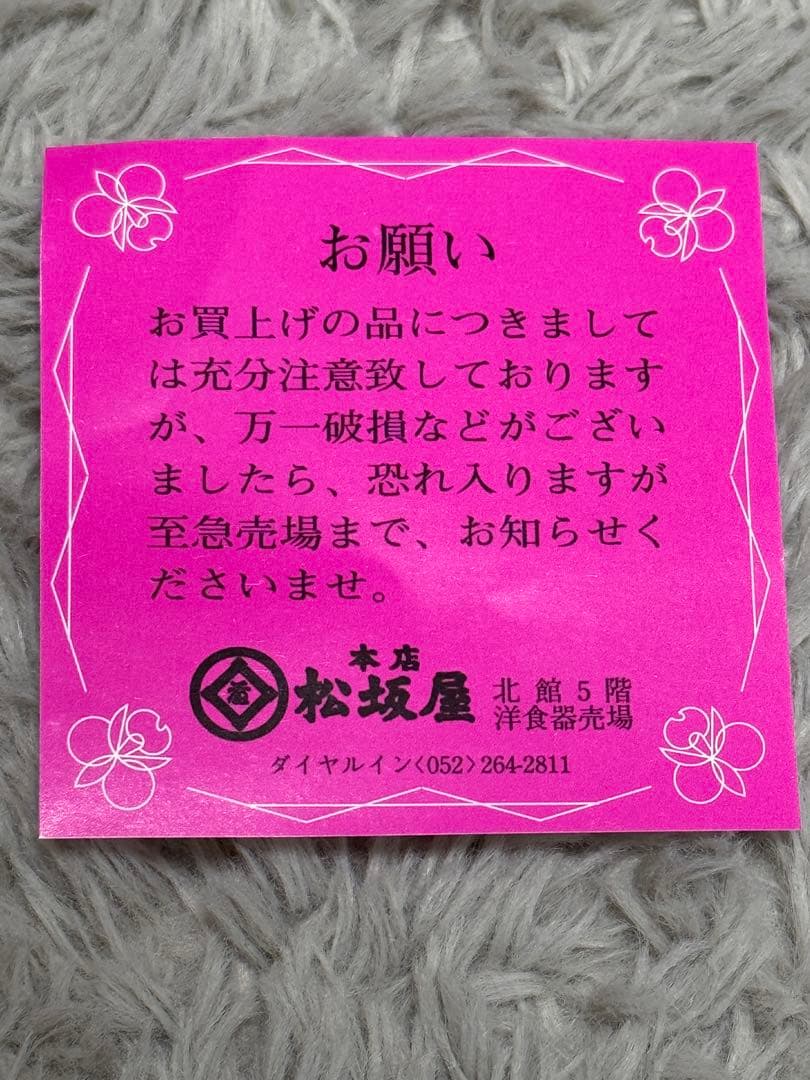 お願い
お買上げの品につきまして
は充分注意致しております
が、万一破損などがござい
ましたら、恐れ入りますが
至急売場まで、お知らせく
ださいませ。
本店
松坂屋
北館5階
洋食器売場
ダイヤルイン〈052〉264-2811